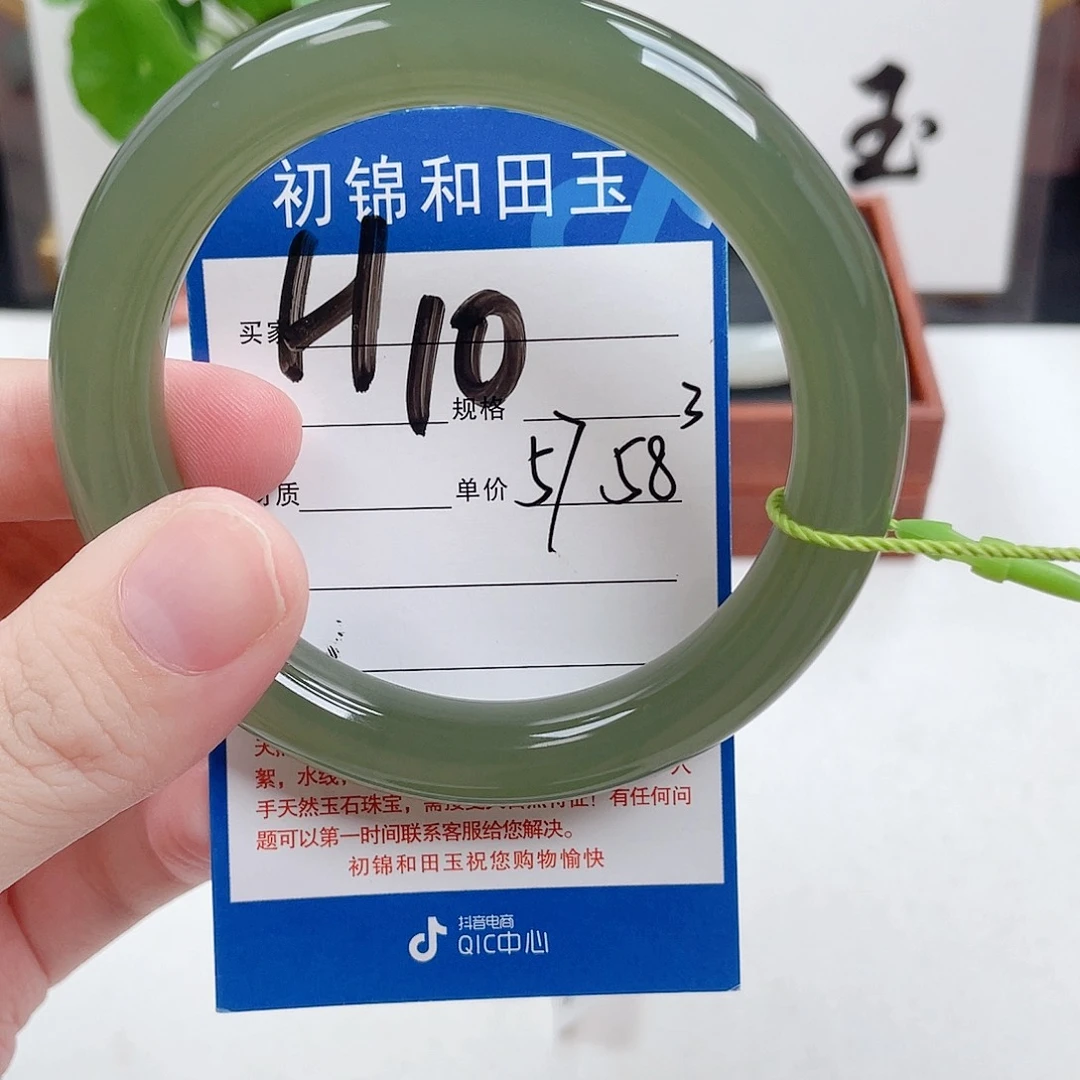 玉
初锦和田玉
H10
买家
规格
3
质
单价 57 58
絮，水线，
手天然玉石珠宝，需接受天然特征！有任何问
题可以第一时间联系客服给您解决。
初锦和田玉祝您购物愉快
抖音电商
QIC中心